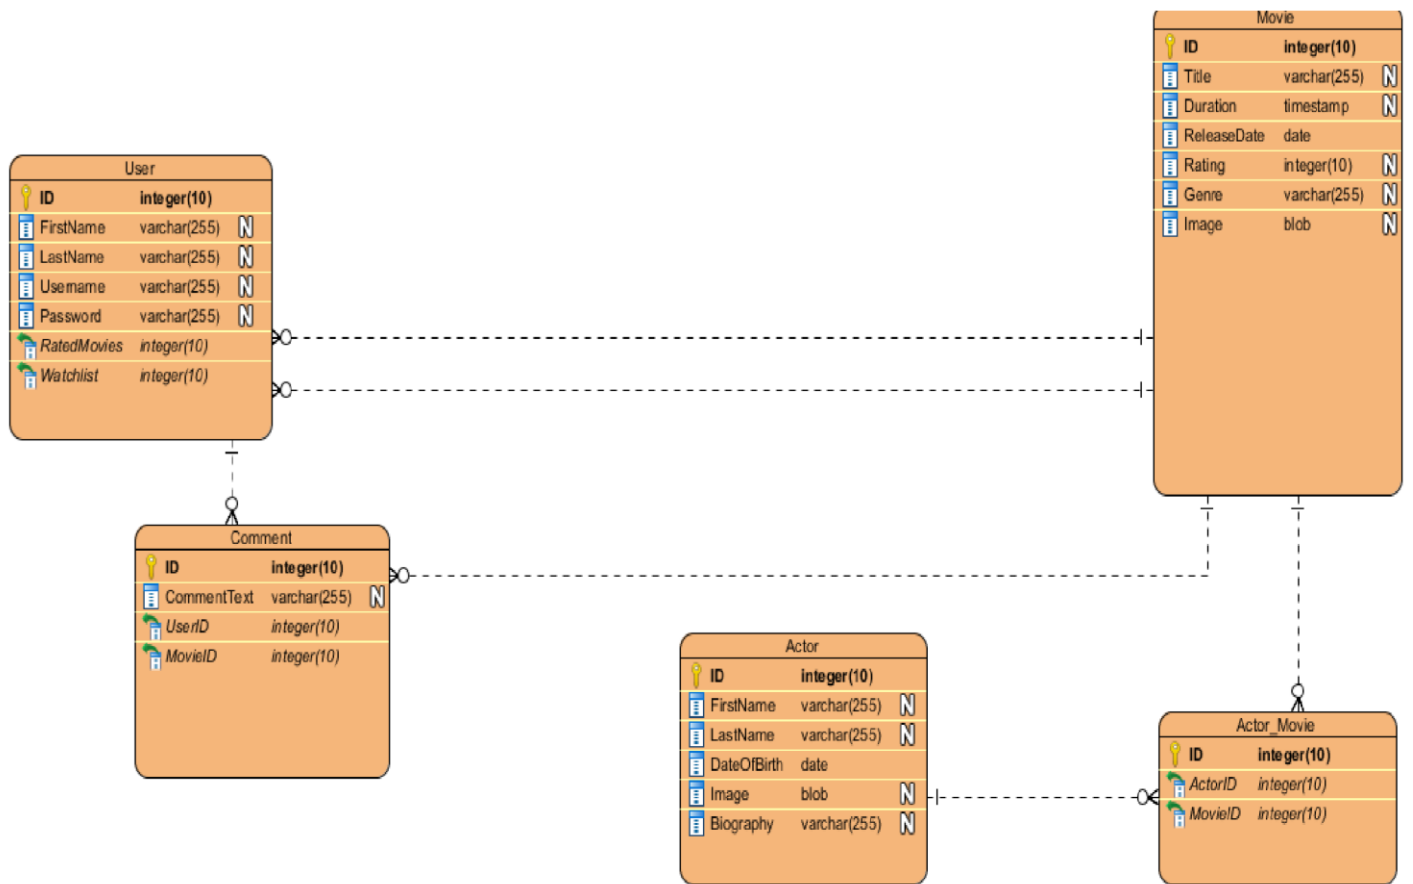 Movie
ID integer(10)
Title varchar(255) N
Duration timestamp N
ReleaseDate date
Rating integer(10) N
Genre varchar(255) N
Image blob N
User
ID integer(10)
FirstName varchar(255) N
LastName varchar(255) N
Username varchar(255) N
Password varchar(255) N
RatedMovies integer(10)
Watchlist integer(10)
Comment
ID integer(10)
CommentText varchar(255) N
UserID integer(10)
MovieID integer(10)
Actor
ID integer(10)
FirstName varchar(255) N
LastName varchar(255) N
DateOfBirth date
Image blob N
Biography varchar(255) N
Actor_Movie
ID integer(10)
ActorID integer(10)
MovieID integer(10)